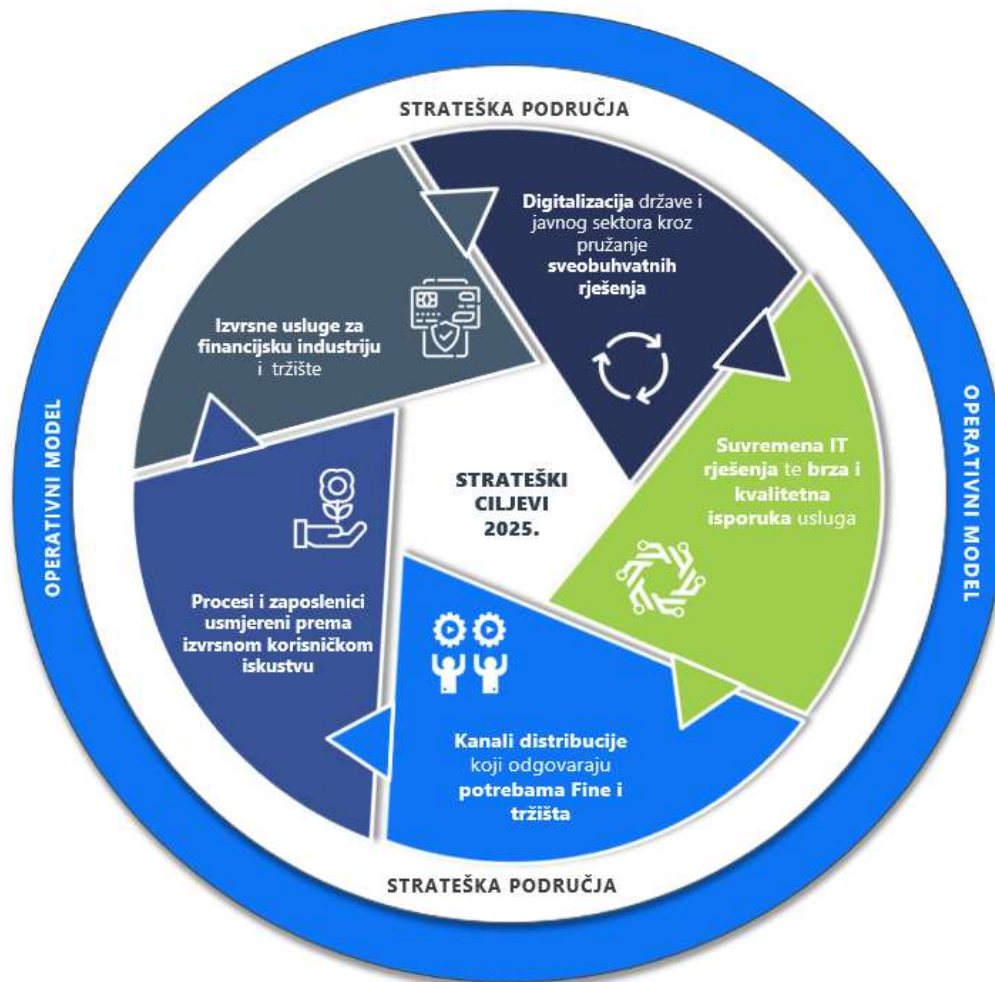 STRATEŠKA PODRUČJA
Digitalizacija države i
javnog sektora kroz
pružanje
sveobuhvatnih
rješenja
Izvrsne usluge za
financijsku industriju
i tržište
OPERATIVNI MODEL
OPERATIVNI MODEL
Suvremena IT
rješenja te brza i
kvalitetna
isporuka usluga
STRATEŠKI
CILJEVI
2025.
Procesi i zaposlenici
usmjereni prema
izvrsnom korisničkom
iskustvu
Kanali distribucije
koji odgovaraju
potrebama Fine i
tržišta
STRATEŠKA PODRUČJA